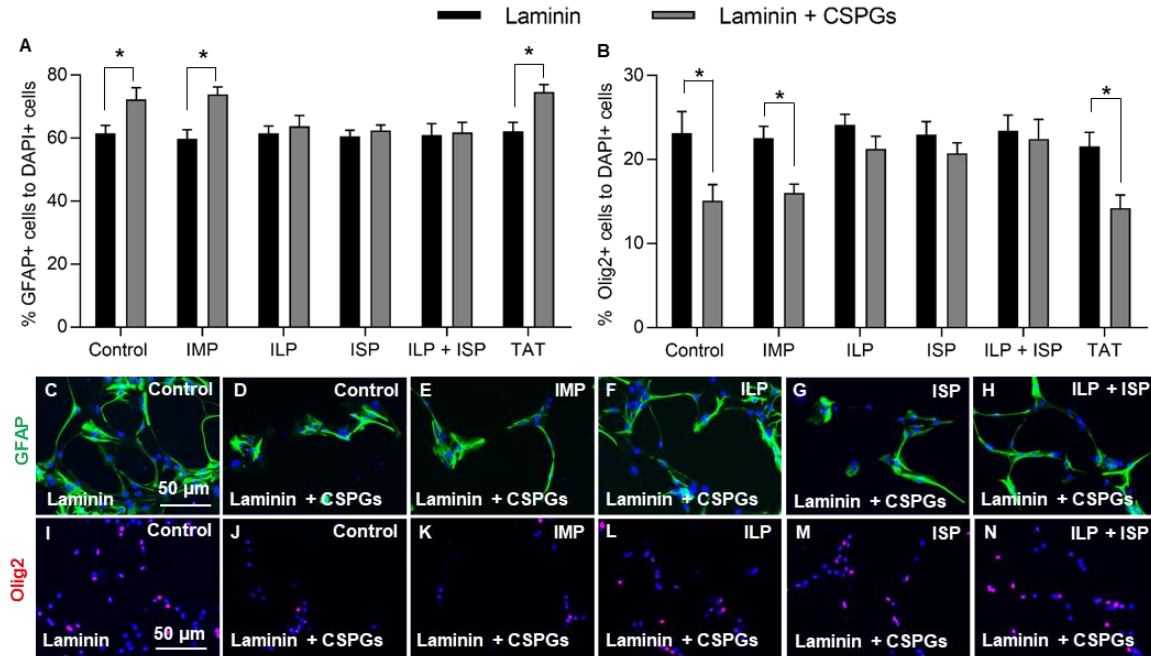 Laminin
Laminin + CSPGs
A
% GFAP+ cells to DAPI+ cells
80
60
40
20
0
*
*
*
Control
IMP
ILP
ISP
ILP + ISP
TAT
B
% Olig2+ cells to DAPI+ cells
30
20
10
0
*
*
*
Control
IMP
ILP
ISP
ILP + ISP
TAT
GFAP
C
Control
Laminin
50 µm
D
Control
Laminin + CSPGs
E
IMP
Laminin + CSPGs
F
ILP
Laminin + CSPGs
G
ISP
Laminin + CSPGs
H
ILP + ISP
Laminin + CSPGs
Olig2
I
Control
Laminin
50 µm
J
Control
Laminin + CSPGs
K
IMP
Laminin + CSPGs
L
ILP
Laminin + CSPGs
M
ISP
Laminin + CSPGs
N
ILP + ISP
Laminin + CSPGs